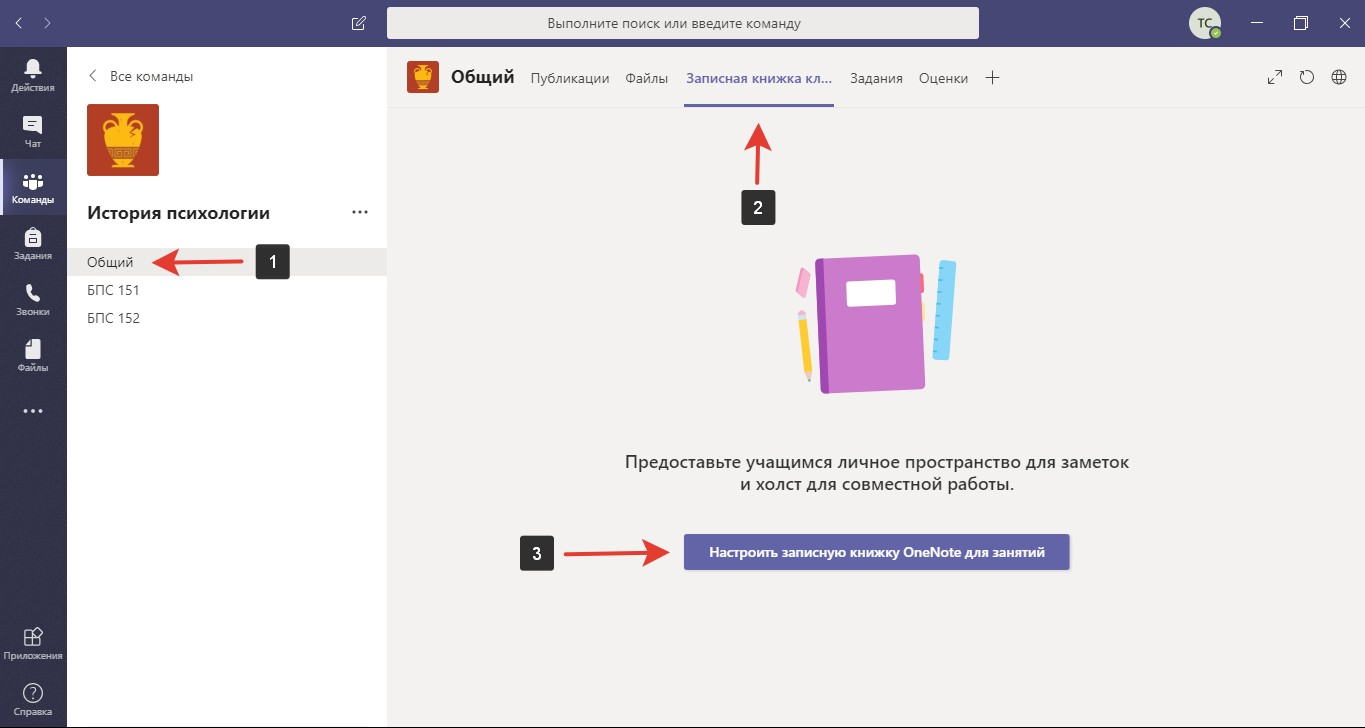 Выполните поиск или введите команду
TC
Действия
Чат
Команды
Задания
Звонки
Файлы
Приложения
Справка
Все команды
История психологии
Общий
1
БПС 151
БПС 152
Общий Публикации Файлы Записная книжка кл... Задания Оценки
2
Предоставьте учащимся личное пространство для заметок
и холст для совместной работы.
3
Настроить записную книжку OneNote для занятий